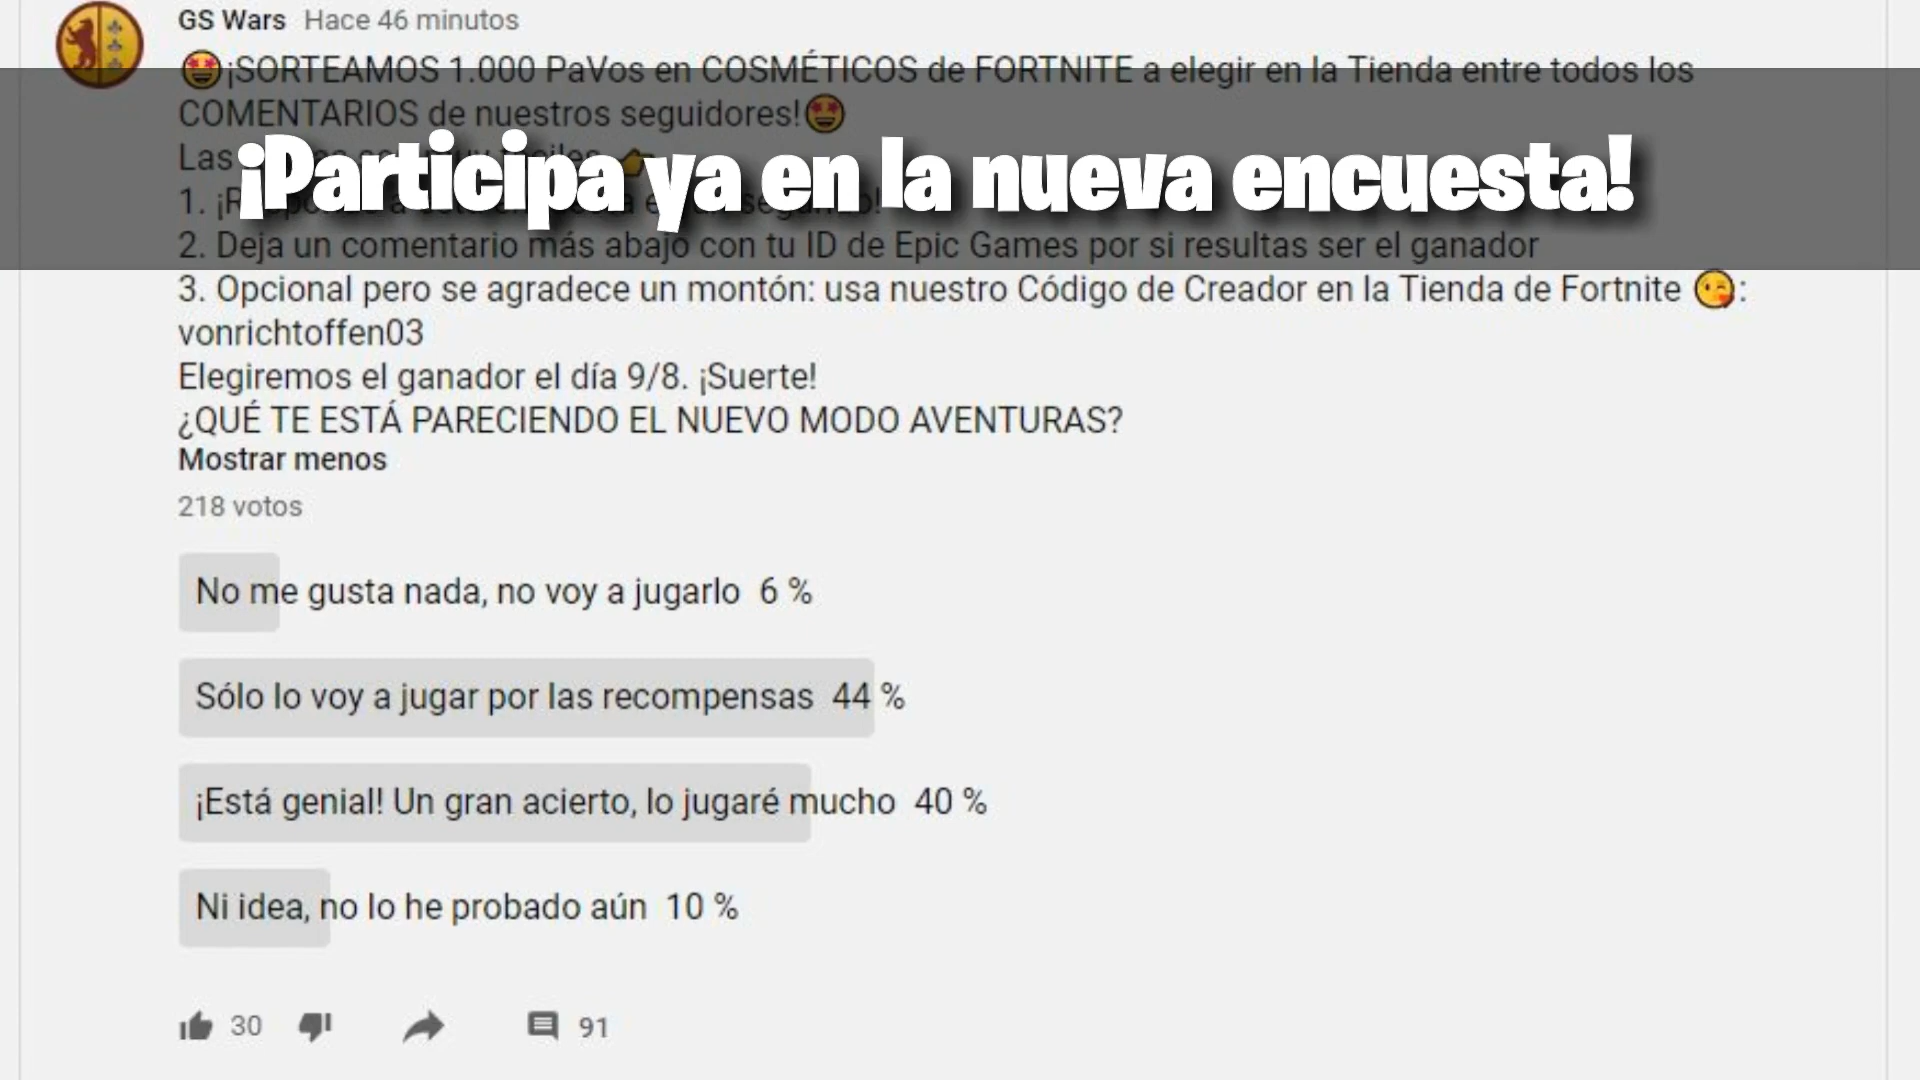 GS Wars Hace 46 minutos
¡SORTEAMOS 1.000 PaVos en COSMÉTICOS de FORTNITE a elegir en la Tienda entre todos los
COMENTARIOS de nuestros seguidores!
Las
¡Participa ya en la nueva encuesta!
1.
2. Deja un comentario más abajo con tu ID de Epic Games por si resultas ser el ganador
3. Opcional pero se agradece un montón: usa nuestro Código de Creador en la Tienda de Fortnite :
vonrichtoffen03
Elegiremos el ganador el día 9/8. ¡Suerte!
¿QUÉ TE ESTÁ PARECIENDO EL NUEVO MODO AVENTURAS?
Mostrar menos
218 votos
No me gusta nada, no voy a jugarlo 6 %
Sólo lo voy a jugar por las recompensas 44 %
¡Está genial! Un gran acierto, lo jugaré mucho 40 %
Ni idea, no lo he probado aún 10 %
30 91